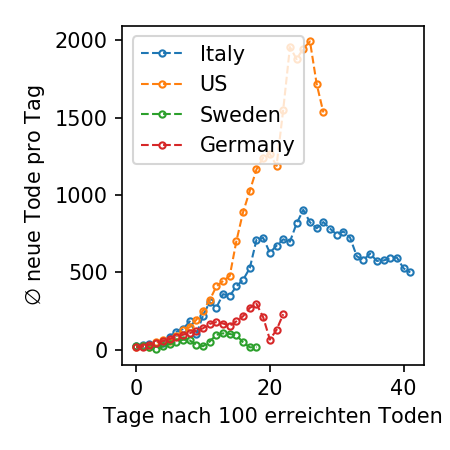 2000
1500
1000
500
0
∅ neue Tode pro Tag
Italy
US
Sweden
Germany
0 20 40
Tage nach 100 erreichten Toden